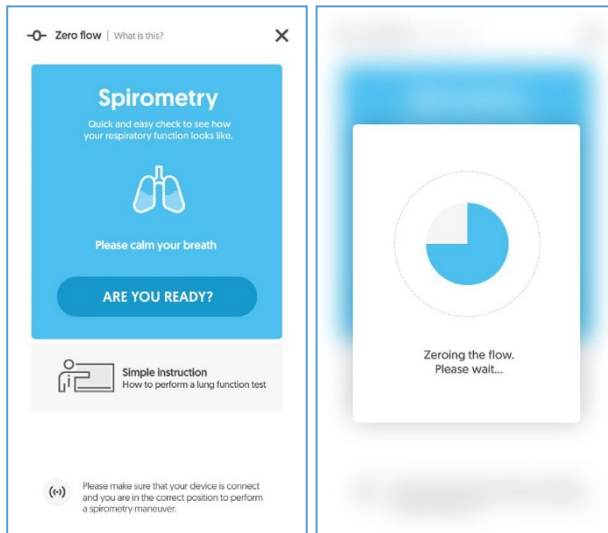 Zero flow | What is this?
Spirometry
Quick and easy check to see how
your respiratory function looks like.
Please calm your breath
ARE YOU READY?
Simple instruction
How to perform a lung function test
Please make sure that your device is connect
and you are in the correct position to perform
a spirometry maneuver.
Zeroing the flow.
Please wait...